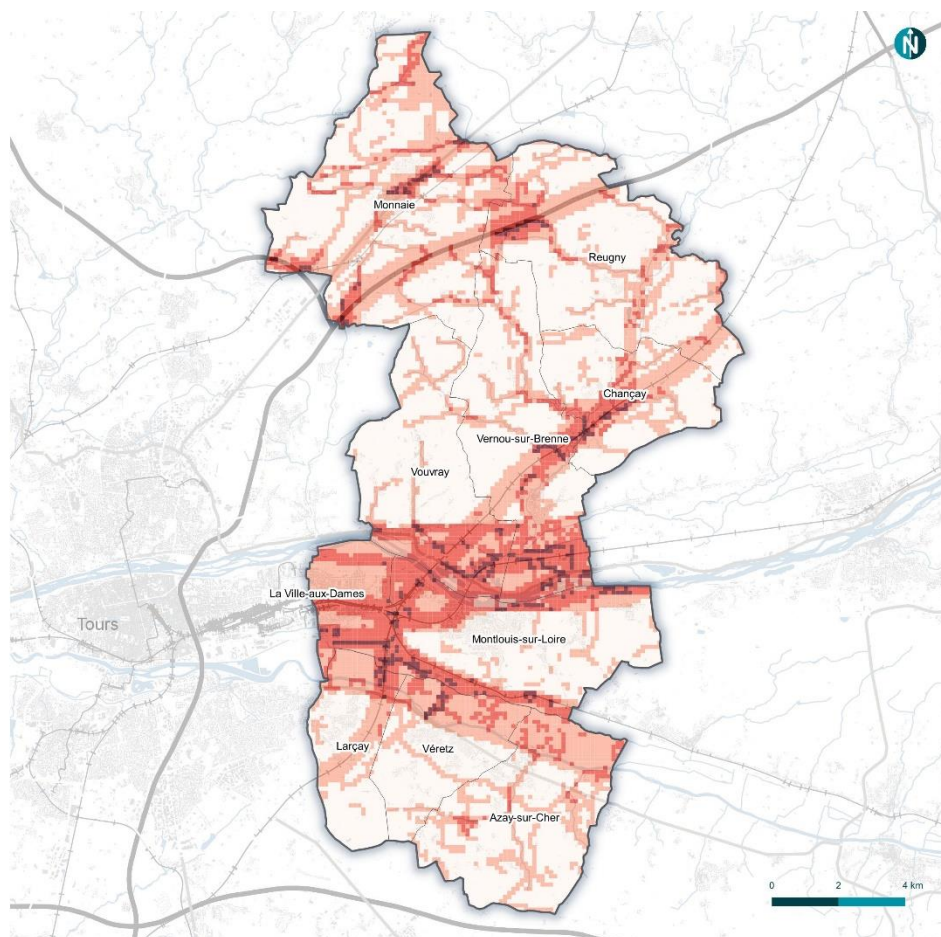 N
Monnaie
Reugny
Chançay
Vernou-sur-Brenne
Vouvray
La Ville-aux-Dames
Tours
Montlouis-sur-Loire
Larçay
Véretz
Azay-sur-Cher
0 2 4 km